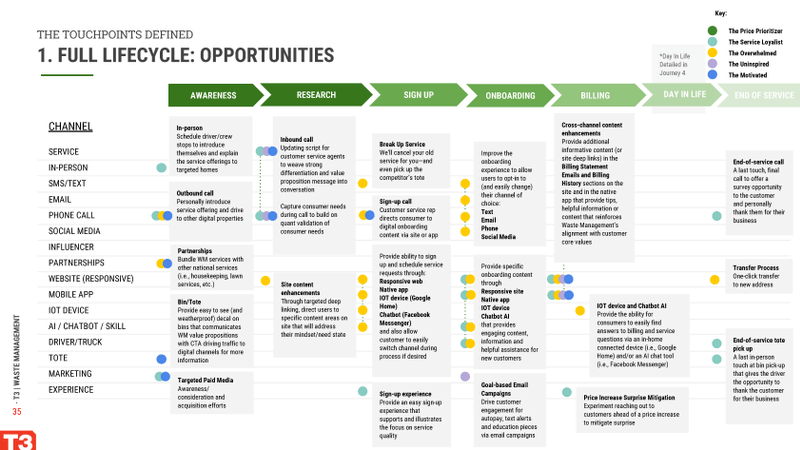 Key:
The Price Prioritizer
The Service Loyalist
The Overwhelmed
The Uninspired
The Motivated
THE TOUCHPOINTS DEFINED
1. FULL LIFECYCLE: OPPORTUNITIES
*Day In Life
Detailed in
Journey 4
AWARENESS
RESEARCH
SIGN UP
ONBOARDING
BILLING
DAY IN LIFE
END OF SERVICE
CHANNEL
SERVICE
IN-PERSON
SMS/TEXT
EMAIL
PHONE CALL
SOCIAL MEDIA
INFLUENCER
PARTNERSHIPS
WEBSITE (RESPONSIVE)
MOBILE APP
IOT DEVICE
AI / CHATBOT / SKILL
DRIVER/TRUCK
TOTE
MARKETING
EXPERIENCE
In-person
Schedule driver/crew
stops to introduce
themselves and explain
the service offerings to
targeted homes
Outbound call
Personally introduce
service offering and drive
to other digital properties
Partnerships
Bundle WM services with
other national services
(i.e., housekeeping, lawn
services, etc.)
Bin/Tote
Provide easy to see (and
weatherproof) decal on
bins that communicates
WM value propositions
with CTA driving traffic to
digital channels for more
information
Targeted Paid Media
Awareness/
consideration and
acquisition efforts
Inbound call
Updating script for
customer service agents
to weave strong
differentiation and value
proposition message into
conversation
Capture consumer needs
during call to build on
quant validation of
consumer needs
Site content
enhancements
Through targeted deep
linking, direct users to
specific content areas on
site that will address
their mindset/need state
Break Up Service
We'll cancel your old
service for you—and
even pick up the
competitor's tote
Sign-up call
Customer service rep
directs consumer to
digital onboarding
content via site or app
Provide ability to sign
up and schedule service
requests through:
Responsive web
Native app
IOT device (Google
Home)
Chatbot (Facebook
Messenger)
and also allow
customer to easily
switch channel during
process if desired
Sign-up experience
Provide an easy sign-up
experience that
supports and illustrates
the focus on service
quality
Improve the
onboarding
experience to allow
users to opt-in to
(and easily change)
their channel of
choice:
Text
Email
Phone
Social Media
Provide specific
onboarding content
through
Responsive site
Native app
IOT device
Chatbot AI
that provides
engaging content,
information and
helpful assistance for
new customers
Goal-based Email
Campaigns
Drive customer
engagement for
autopay, text alerts
and education pieces
via email campaigns
Cross-channel content
enhancements
Provide additional
informative content (or
site deep links) in the
Billing Statement
Emails and Billing
History sections on the
site and in the native
app that provide tips,
helpful information or
content that reinforces
Waste Management's
alignment with customer
core values
IOT device and Chatbot AI
Provide the ability for
consumers to easily find
answers to billing and service
questions via an in-home
connected device (i.e., Google
Home) and/or an AI chat tool
(i.e., Facebook Messenger)
Price Increase Surprise Mitigation
Experiment reaching out to
customers ahead of a price increase
to mitigate surprise
End-of-service call
A last touch, final
call to offer a
survey opportunity
to the customer
and personally
thank them for their
business
Transfer Process
One-click transfer
to new address
End-of-service tote
pick up
A last in-person
touch at bin pick-up
that gives the driver
the opportunity to
thank the customer
for their business
- T3 | WASTE MANAGEMENT
35
T3